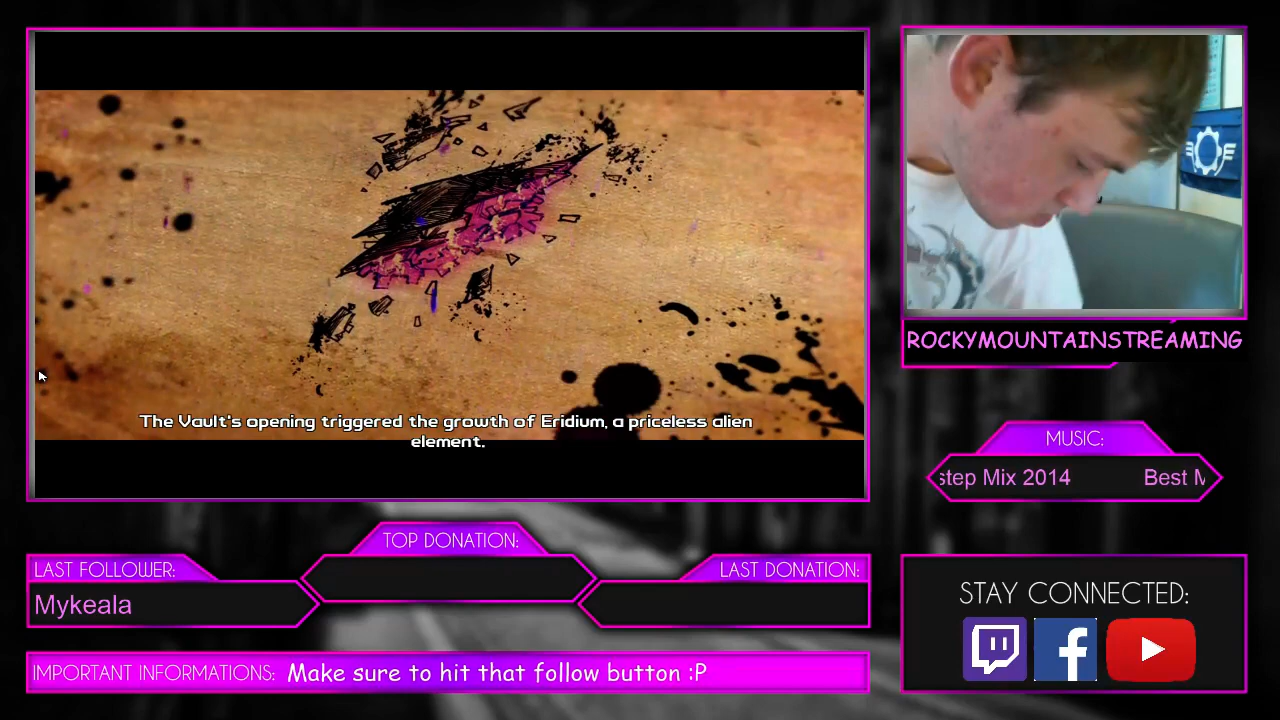 The Vault's opening triggered the growth of Eridium, a priceless alien
element.
ROCKYMOUNTAINSTREAMING
MUSIC:
step Mix 2014 Best M
TOP DONATION:
LAST FOLLOWER:
LAST DONATION:
Mykeala
IMPORTANT INFORMATIONS: Make sure to hit that follow button :P
STAY CONNECTED: